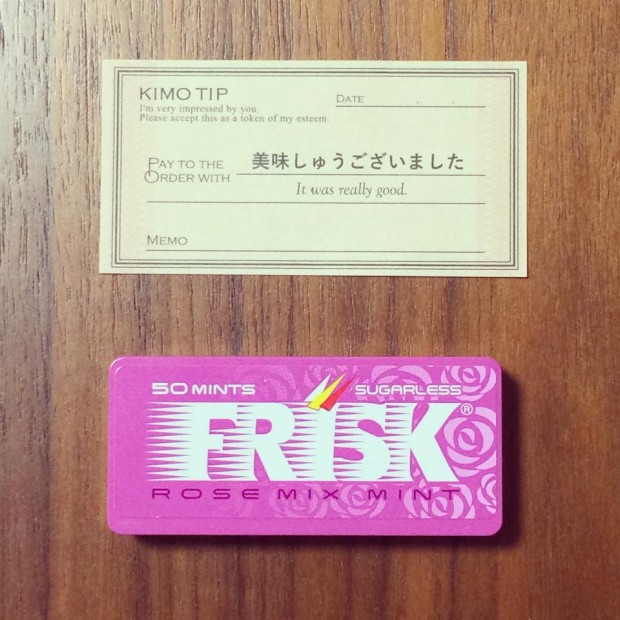 KIMO TIP
I'm very impressed by you.
Please accept this as a token of my esteem.
DATE . .
PAY TO THE
ORDER WITH
美味しゅうございました
It was really good.
MEMO
50 MINTS SUGARLESS
FRISK®
ROSE MIX MINT